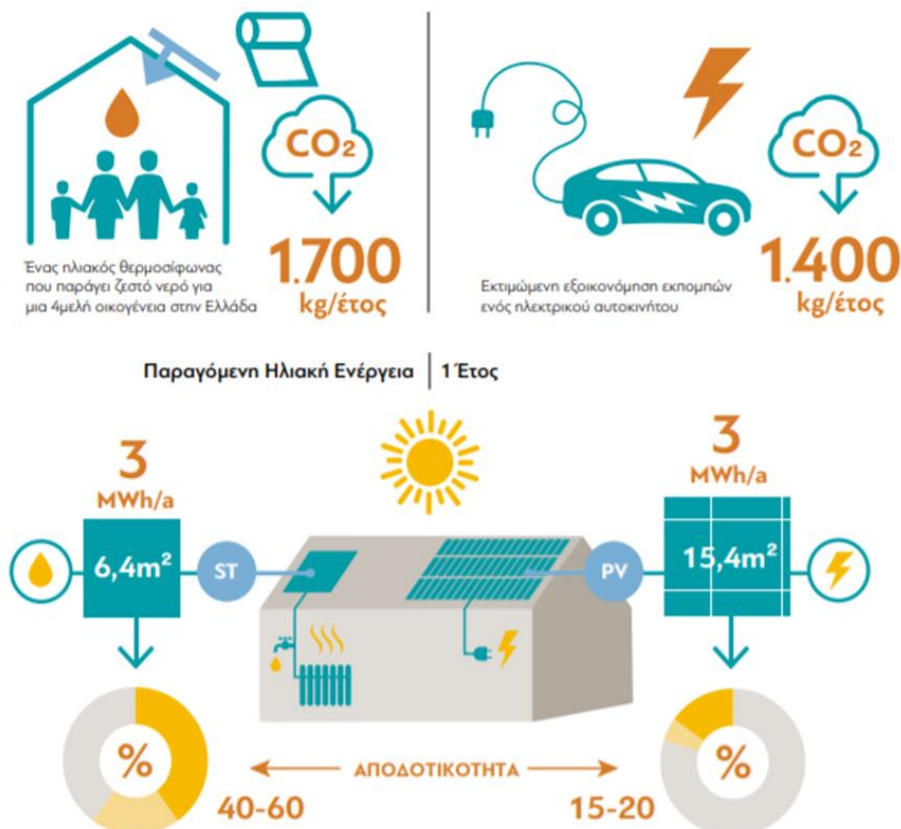 CO₂
1.700
kg/έτος
Ένας ηλιακός θερμοσίφωνας
που παράγει ζεστό νερό για
μια 4μελή οικογένεια στην Ελλάδα
CO₂
1.400
kg/έτος
Εκτιμώμενη εξοικονόμηση εκπομπών
ενός ηλεκτρικού αυτοκινήτου
Παραγόμενη Ηλιακή Ενέργεια | 1 Έτος
3
MWh/a
6,4m²
ST
3
MWh/a
PV
15,4m²
%
ΑΠΟΔΟΤΙΚΟΤΗΤΑ
%
40-60
15-20